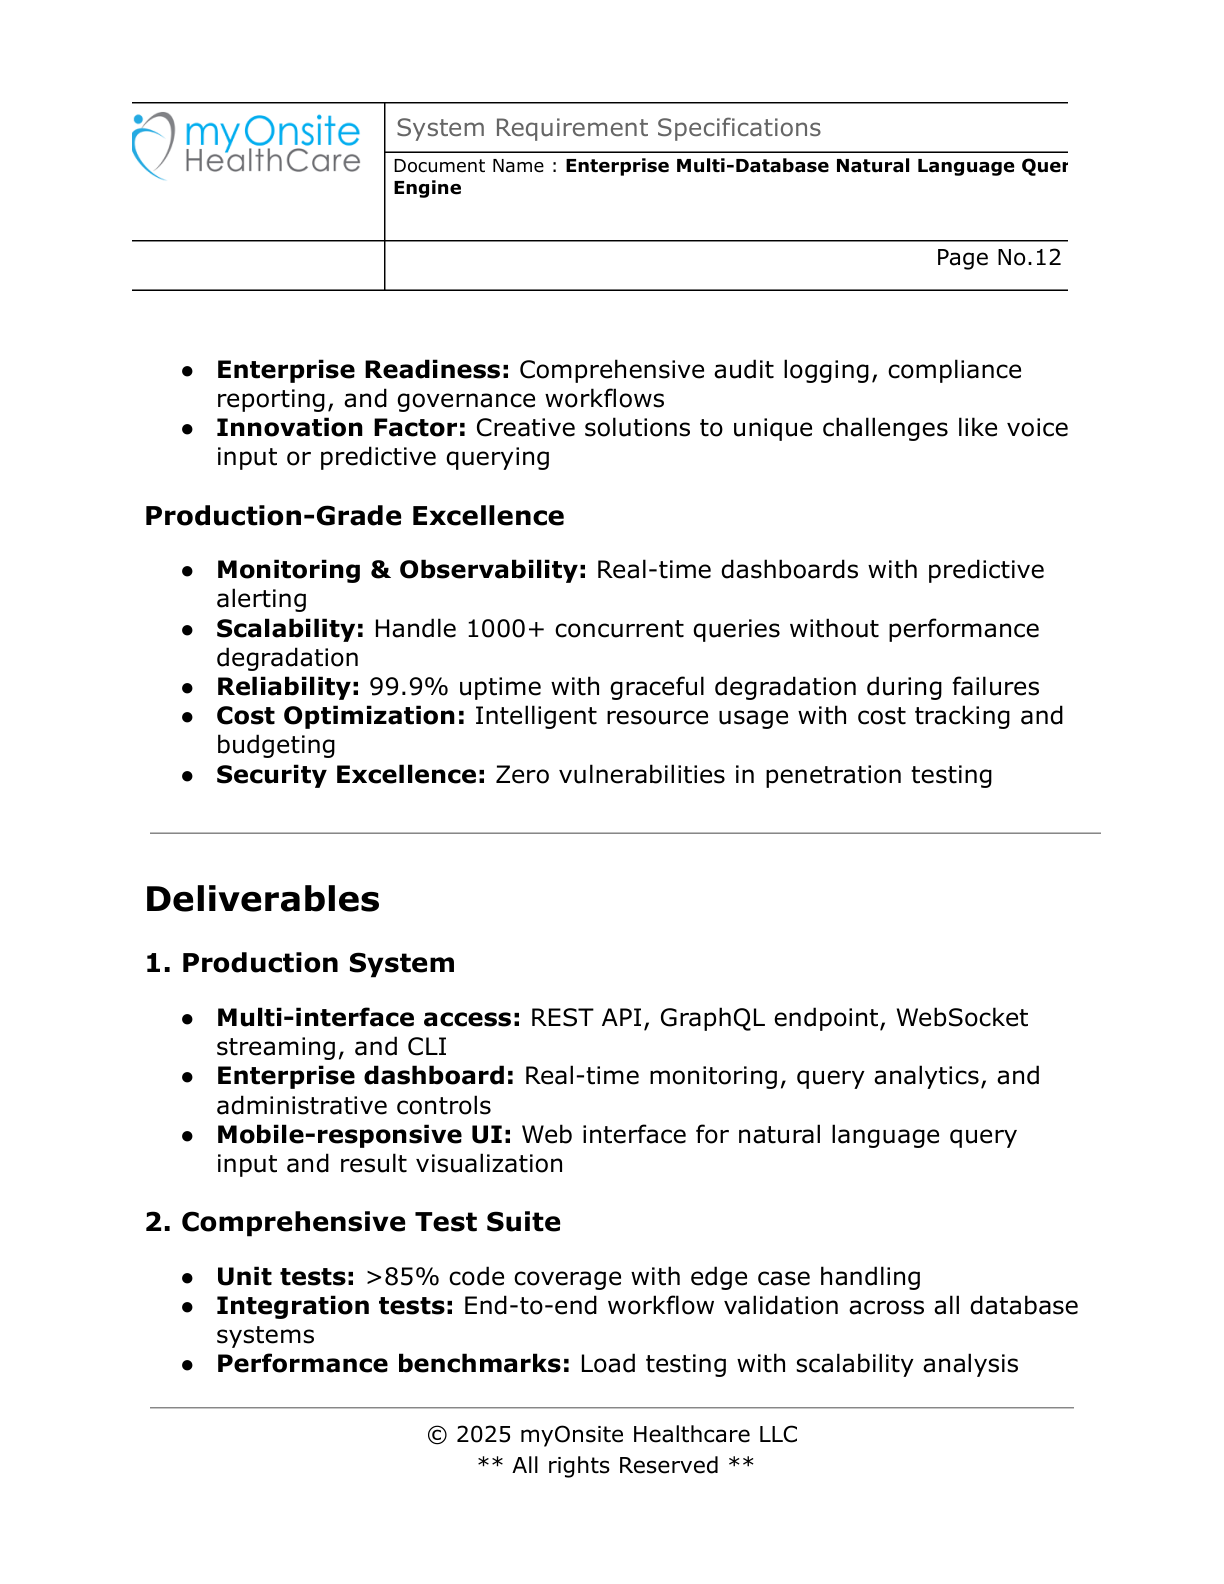 myOnsite
HealthCare
System Requirement Specifications
Document Name : Enterprise Multi-Database Natural Language Quer
Engine
Page No.12
● Enterprise Readiness: Comprehensive audit logging, compliance
reporting, and governance workflows
● Innovation Factor: Creative solutions to unique challenges like voice
input or predictive querying
Production-Grade Excellence
● Monitoring & Observability: Real-time dashboards with predictive
alerting
● Scalability: Handle 1000+ concurrent queries without performance
degradation
● Reliability: 99.9% uptime with graceful degradation during failures
● Cost Optimization: Intelligent resource usage with cost tracking and
budgeting
● Security Excellence: Zero vulnerabilities in penetration testing
Deliverables
1. Production System
● Multi-interface access: REST API, GraphQL endpoint, WebSocket
streaming, and CLI
● Enterprise dashboard: Real-time monitoring, query analytics, and
administrative controls
● Mobile-responsive UI: Web interface for natural language query
input and result visualization
2. Comprehensive Test Suite
● Unit tests: >85% code coverage with edge case handling
● Integration tests: End-to-end workflow validation across all database
systems
● Performance benchmarks: Load testing with scalability analysis
© 2025 myOnsite Healthcare LLC
** All rights Reserved **